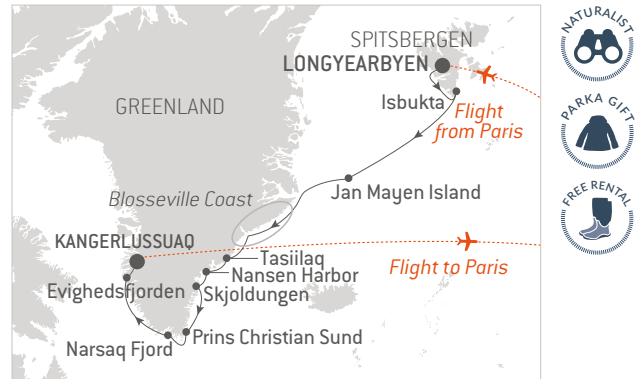 SPITSBERGEN
LONGYEARBYEN
GREENLAND
Isbukta
Flight
from Paris
Jan Mayen Island
Blosseville Coast
KANGERLUSSUAQ
Tasiilaq
Flight to Paris
Nansen Harbor
Evighedsfjorden
Skjoldungen
Prins Christian Sund
Narsaq Fjord
NATURALIST
PARKA GIFT
FREE RENTAL